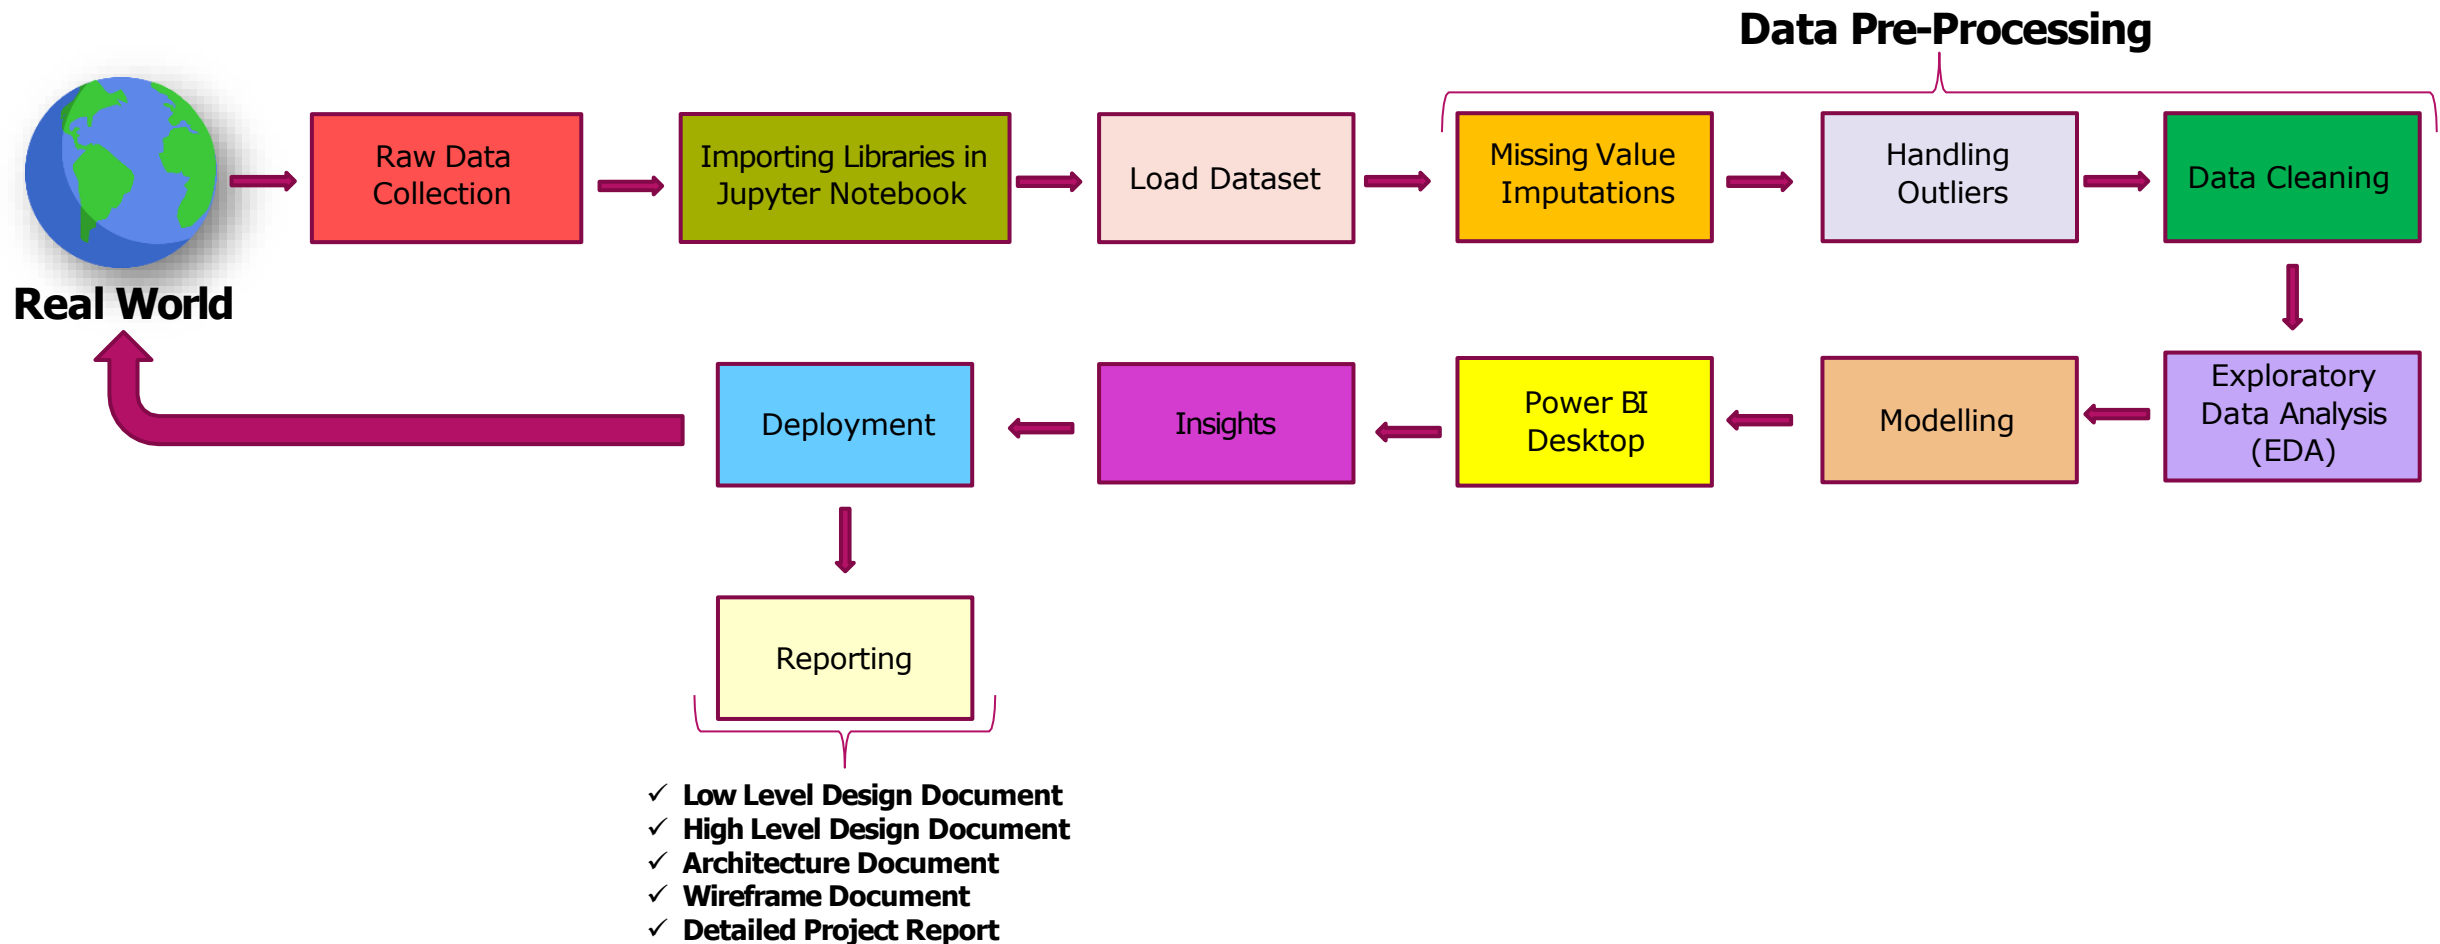 Data Pre-Processing
Real World
Raw Data
Collection
Importing Libraries in
Jupyter Notebook
Load Dataset
Missing Value
Imputations
Handling
Outliers
Data Cleaning
Exploratory
Data Analysis
(EDA)
Modelling
Power BI
Desktop
Insights
Deployment
Reporting
✓ Low Level Design Document
✓ High Level Design Document
✓ Architecture Document
✓ Wireframe Document
✓ Detailed Project Report